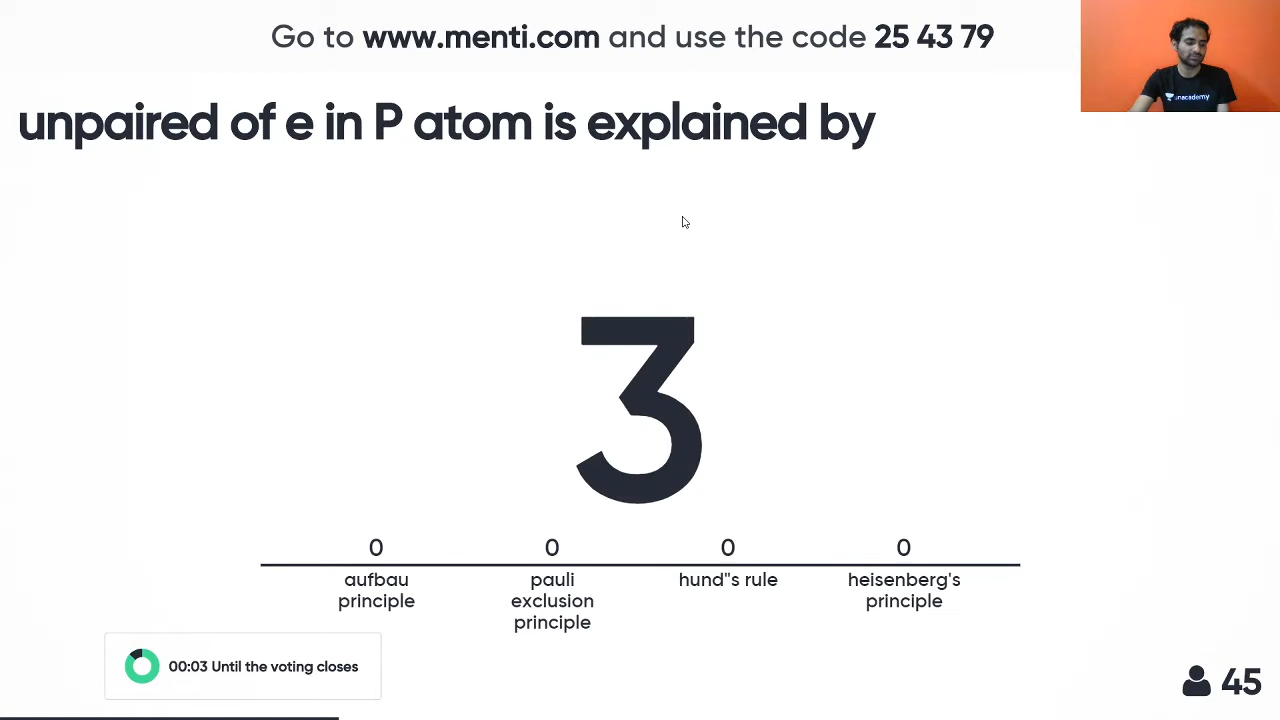 Go to www.menti.com and use the code 25 43 79
unacademy
unpaired of e in P atom is explained by
3
0 0 0 0
aufbau principle
pauli exclusion principle
hund"s rule
heisenberg's principle
00:03 Until the voting closes
45